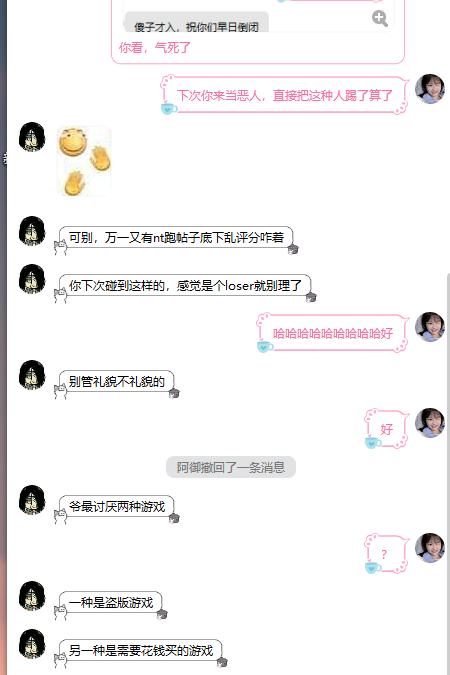 傻子才入，祝你们早日倒闭
你看，气死了
下次你来当恶人，直接把这种人踢了算了
可别，万一又有nt跑帖子底下乱评分咋着
你下次碰到这样的，感觉是个loser就别理了
哈哈哈哈哈哈哈哈哈好
别管礼貌不礼貌的
好
阿御撤回了一条消息
爷最讨厌两种游戏
?
一种是盗版游戏
另一种是需要花钱买的游戏